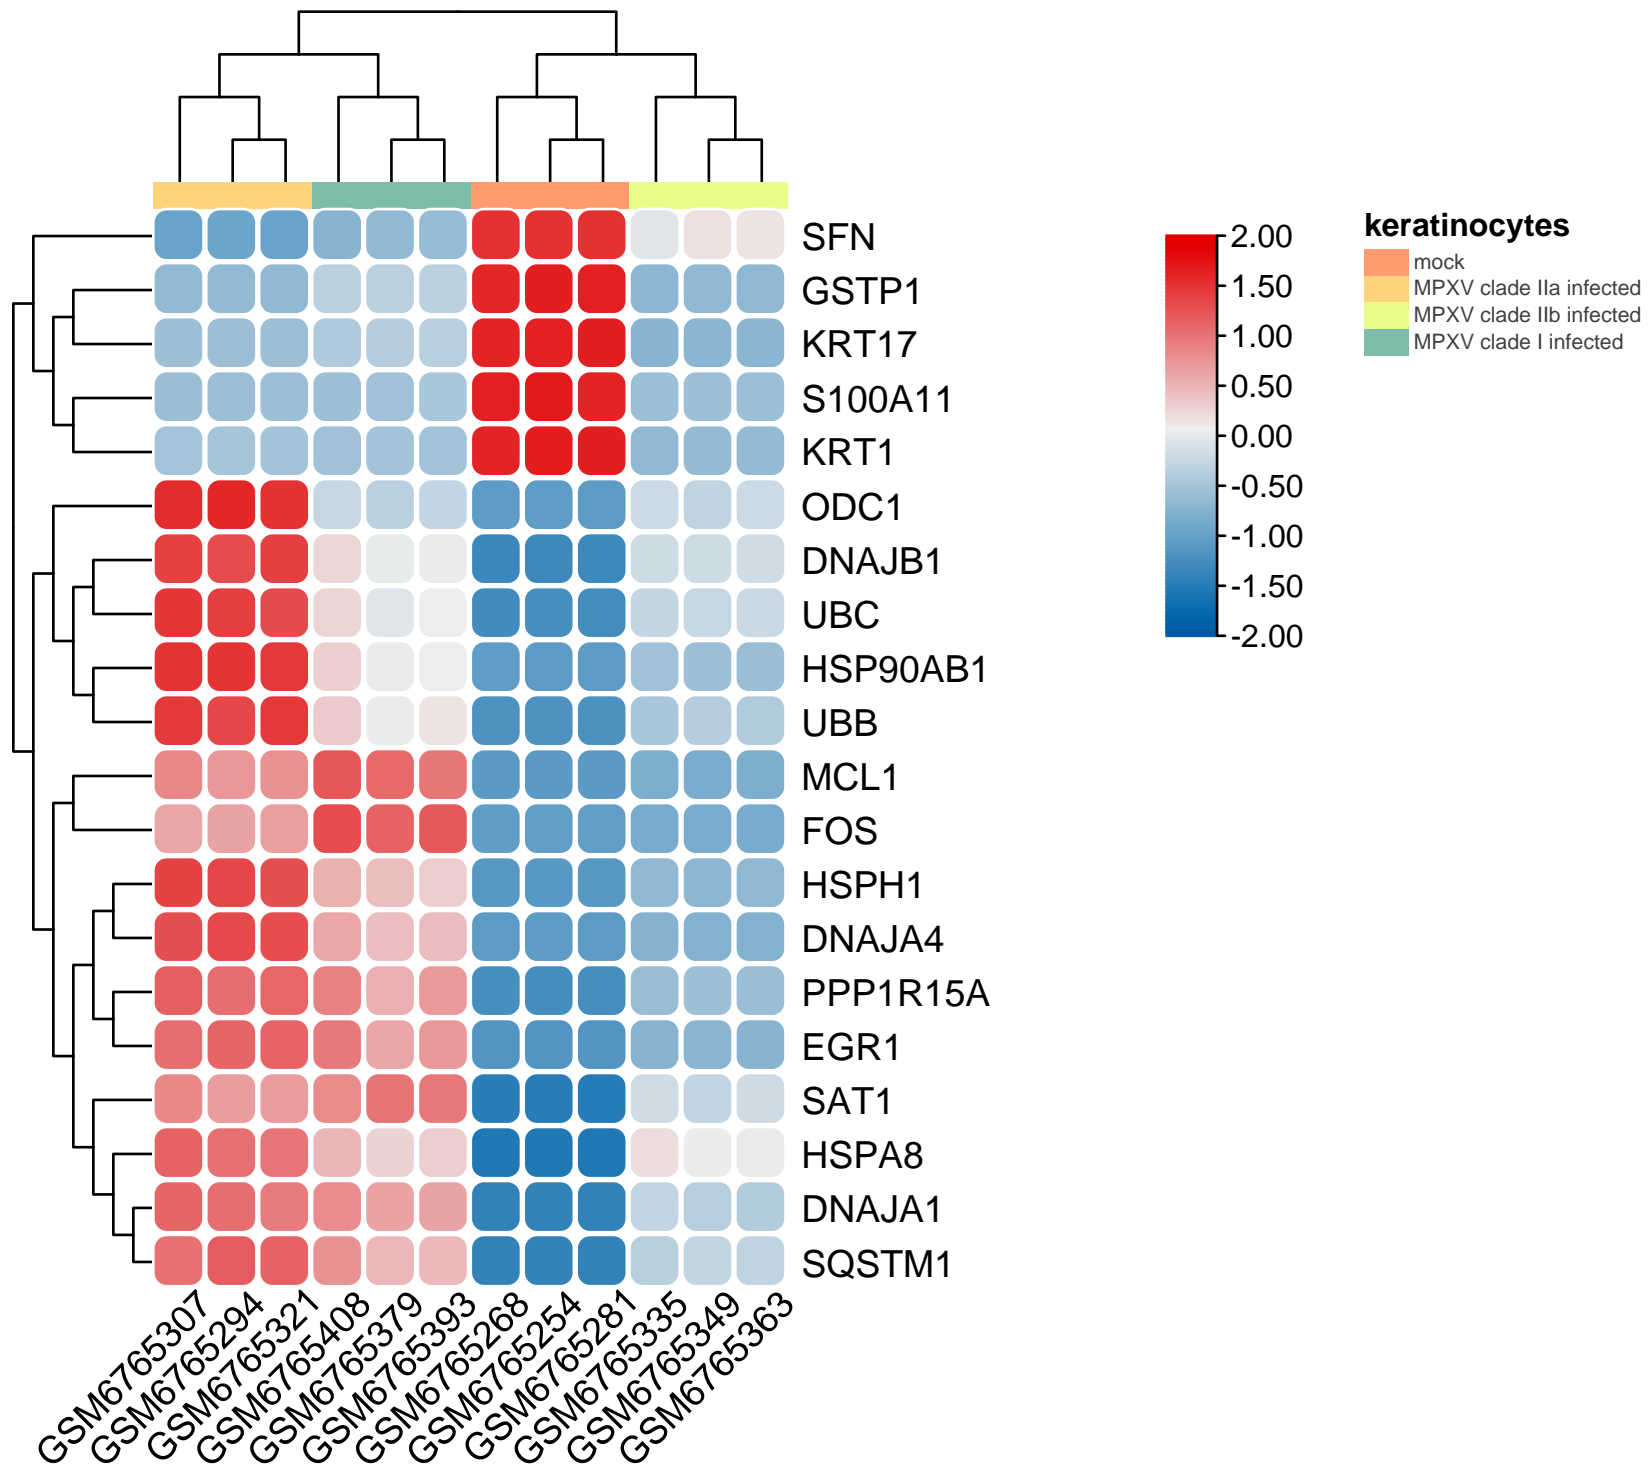 SFN
GSTP1
KRT17
S100A11
KRT1
ODC1
DNAJB1
UBC
HSP90AB1
UBB
MCL1
FOS
HSPH1
DNAJA4
PPP1R15A
EGR1
SAT1
HSPA8
DNAJA1
SQSTM1
GSM6765307
GSM6765294
GSM6765321
GSM6765408
GSM6765379
GSM6765393
GSM6765268
GSM6765254
GSM6765281
GSM6765335
GSM6765349
GSM6765363
2.00
1.50
1.00
0.50
0.00
-0.50
-1.00
-1.50
-2.00
keratinocytes
mock
MPXV clade IIa infected
MPXV clade IIb infected
MPXV clade I infected